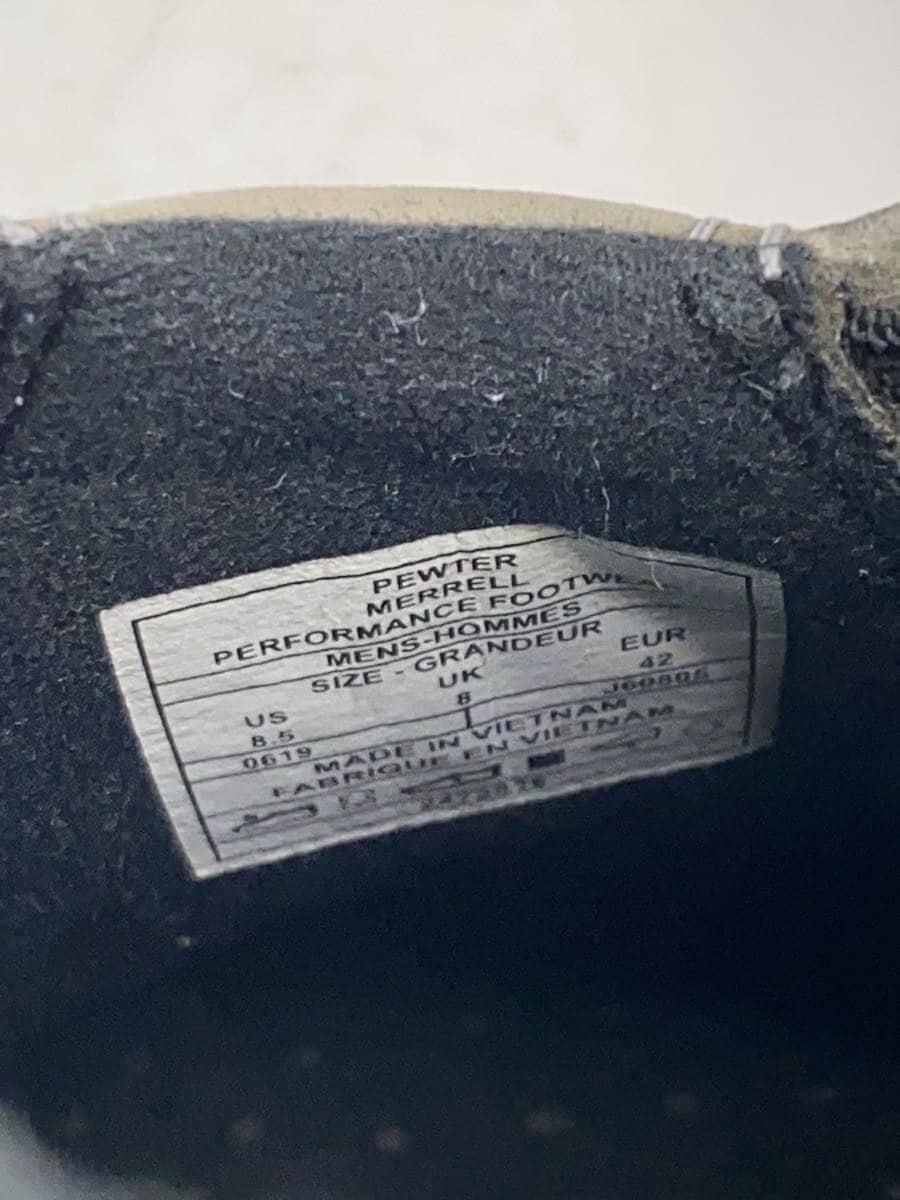 PEWTER
MERRELL
PERFORMANCE
MENS-HOMMES
SIZE - GRANDEUR
US UK EUR
8.5 8 42
0619 J60805
MADE IN VIETNAM
FABRIQUE EN VIETNAM